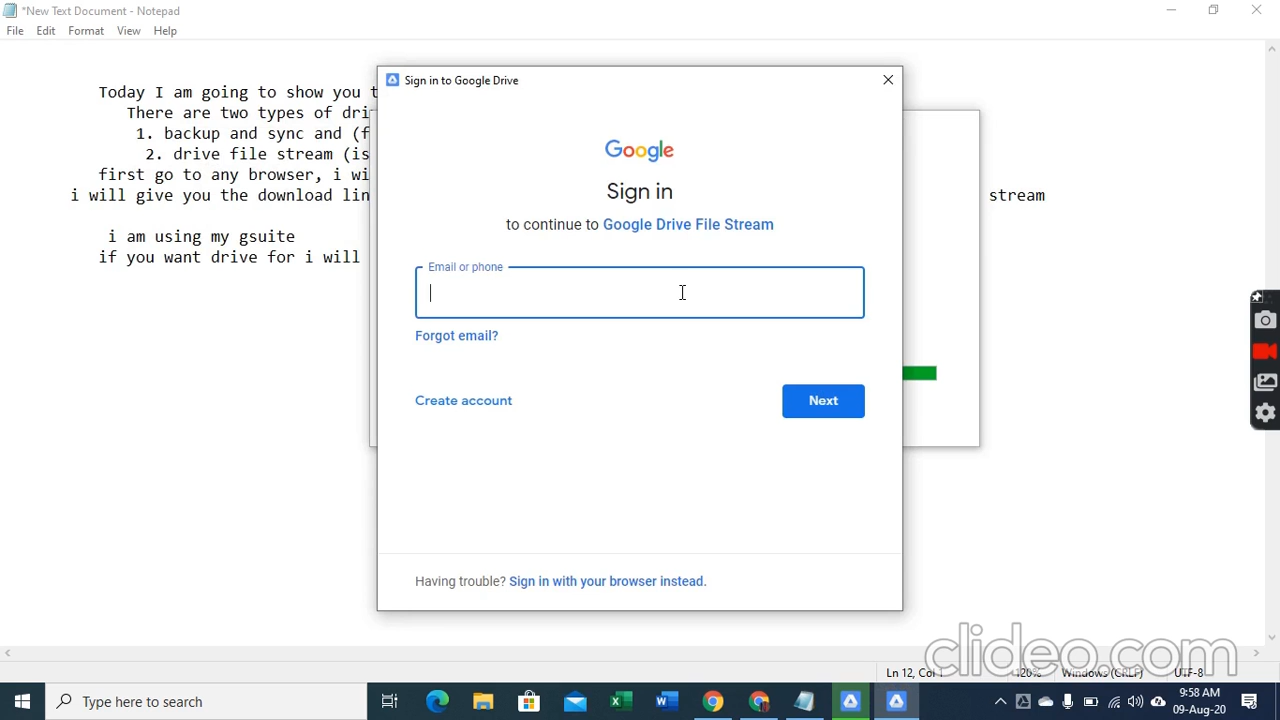 *New Text Document - Notepad
File Edit Format View Help
Today I am going to show you t
There are two types of dri
1. backup and sync and (f
2. drive file stream (is
first go to any browser, i wi
i will give you the download lin stream
i am using my gsuite
if you want drive for i will
Sign in to Google Drive
Google
Sign in
to continue to Google Drive File Stream
Email or phone
Forgot email?
Create account
Next
Having trouble? Sign in with your browser instead.
clideo.com
Ln 12, Col 1 120% Windows (CRLF) UTF-8
Type here to search
9:58 AM
09-Aug-20